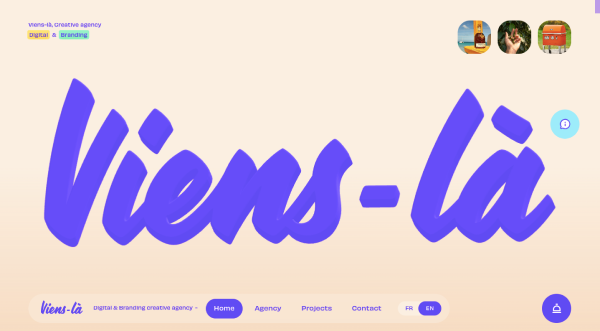 Viens-là, Creative agency
Digital & Branding
Viens-là
Viens-là Digital & Branding creative agency - Home Agency Projects Contact FR EN